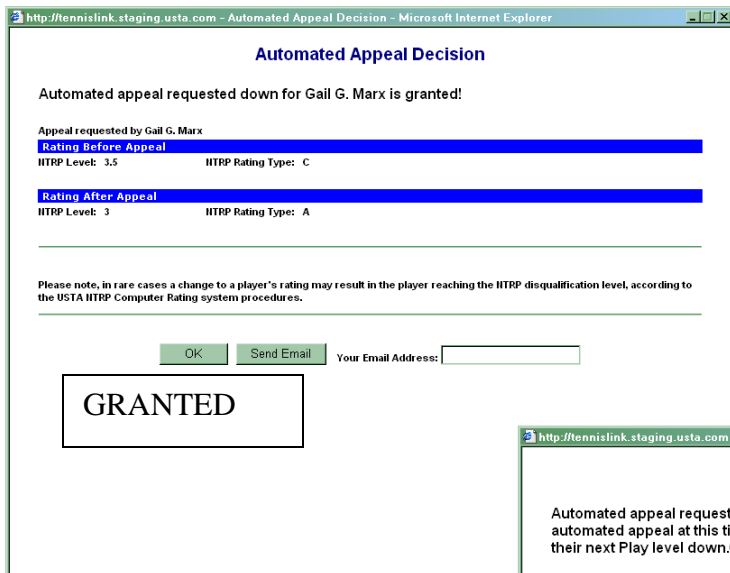 http://tennislink.staging.usta.com - Automated Appeal Decision - Microsoft Internet Explorer
Automated Appeal Decision
Automated appeal requested down for Gail G. Marx is granted!
Appeal requested by Gail G. Marx
Rating Before Appeal
NTRP Level: 3.5 NTRP Rating Type: C
Rating After Appeal
NTRP Level: 3 NTRP Rating Type: A
Please note, in rare cases a change to a player's rating may result in the player reaching the NTRP disqualification level, according to
the USTA NTRP Computer Rating system procedures.
OK Send Email Your Email Address:
GRANTED
http://tennislink.staging.usta.com
Automated appeal request
automated appeal at this ti
their next Play level down.